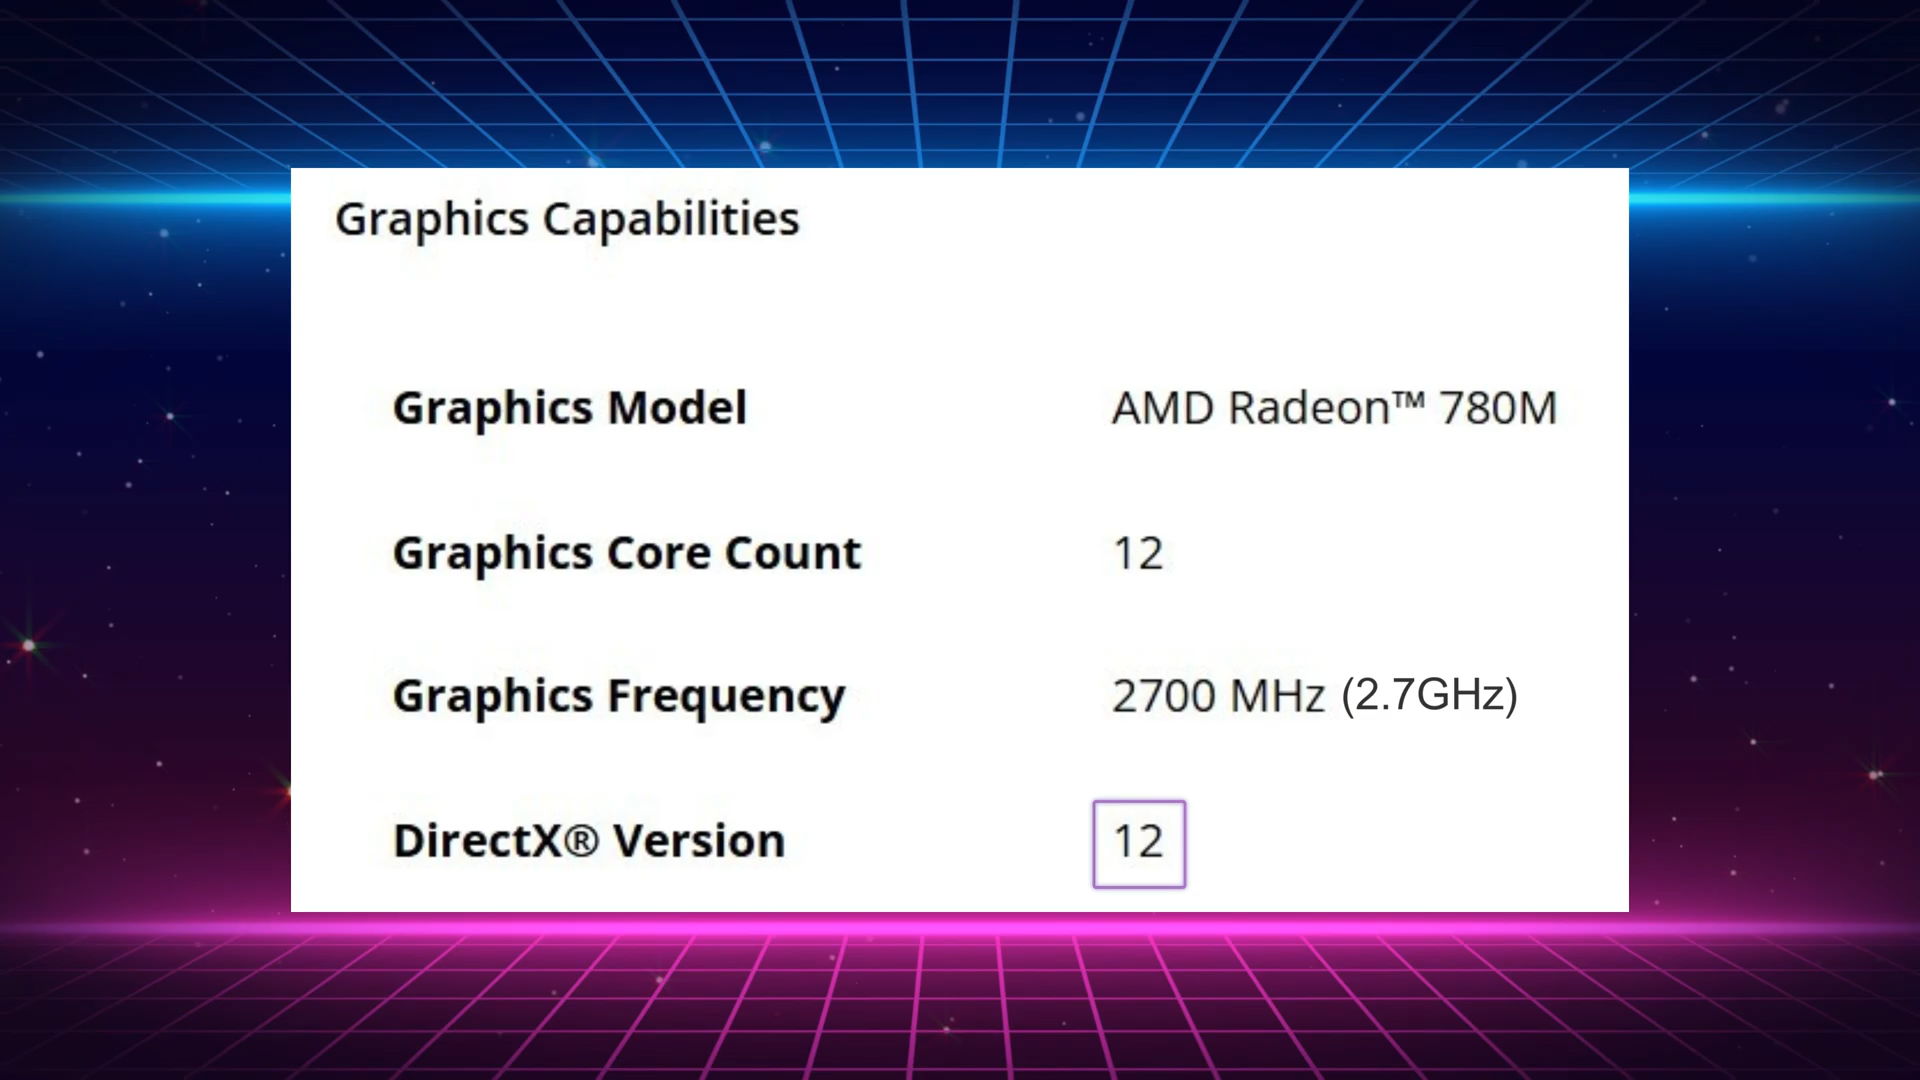 Graphics Capabilities
Graphics Model AMD Radeon™ 780M
Graphics Core Count 12
Graphics Frequency 2700 MHz (2.7GHz)
DirectX® Version 12